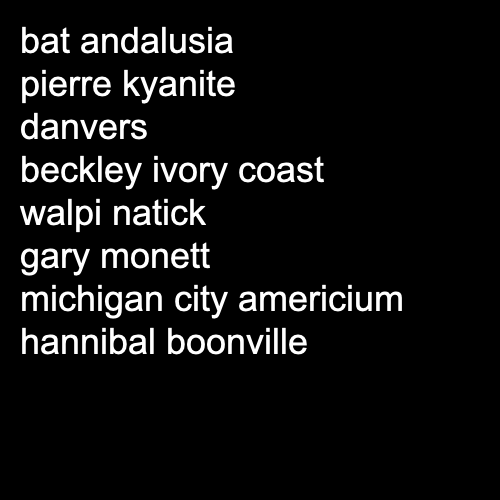 bat andalusia
pierre kyanite
danvers
beckley ivory coast
walpi natick
gary monett
michigan city americium
hannibal boonville